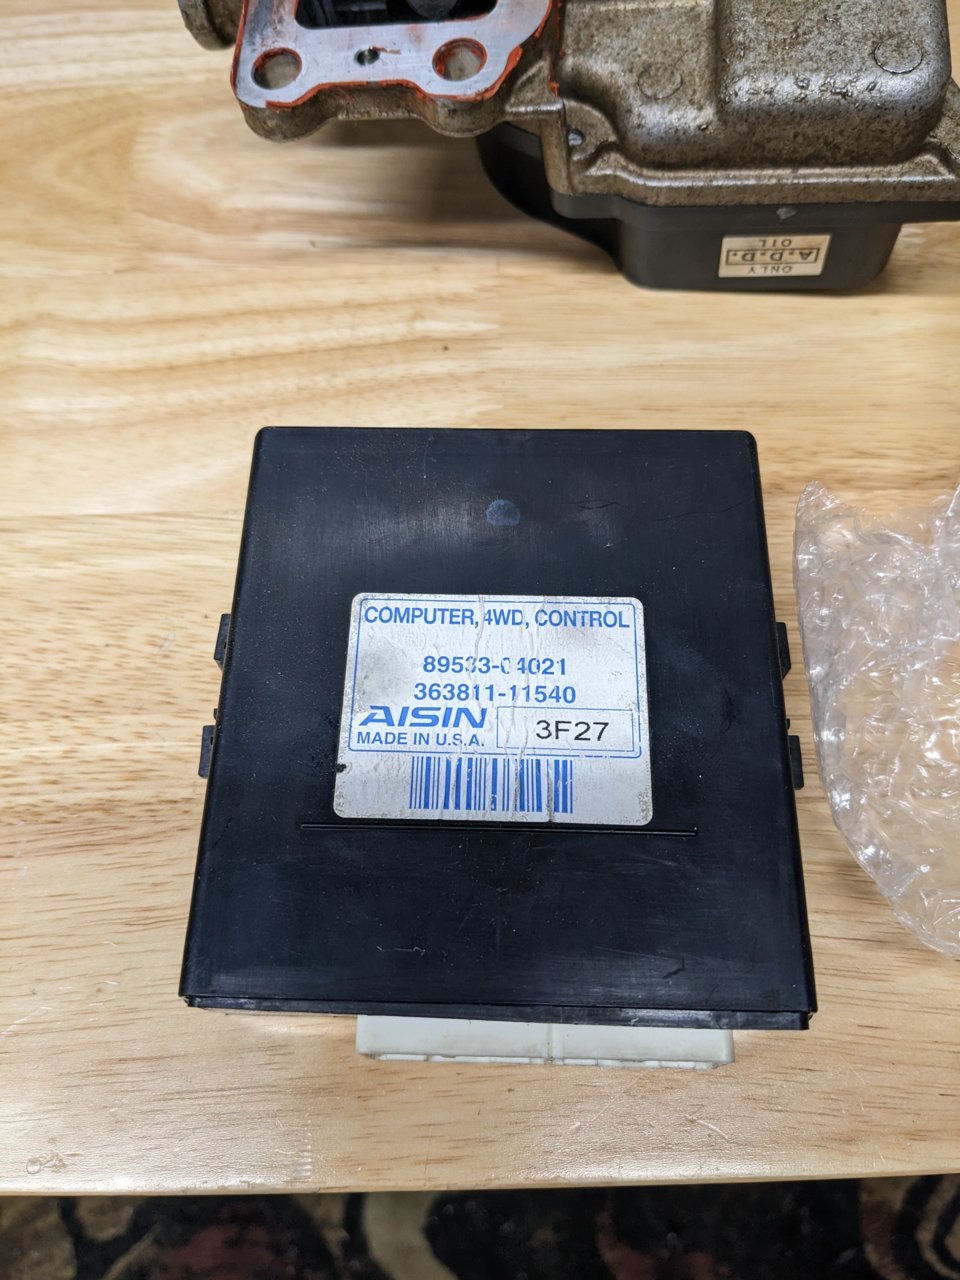 ONLY
A.D.D.
OIL
COMPUTER, 4WD, CONTROL
89533-04021
363811-11540
AISIN
3F27
MADE IN U.S.A.